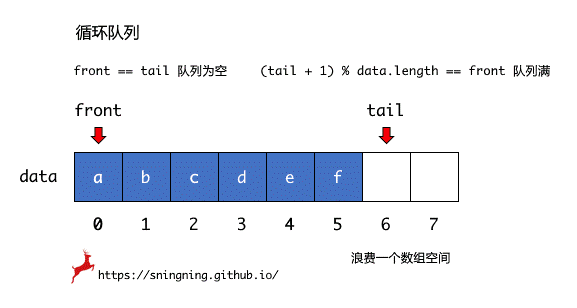 循环队列
front == tail 队列为空 (tail + 1) % data.length == front 队列满
front tail
data a b c d e f
0 1 2 3 4 5 6 7
浪费一个数组空间
https://sningning.github.io/